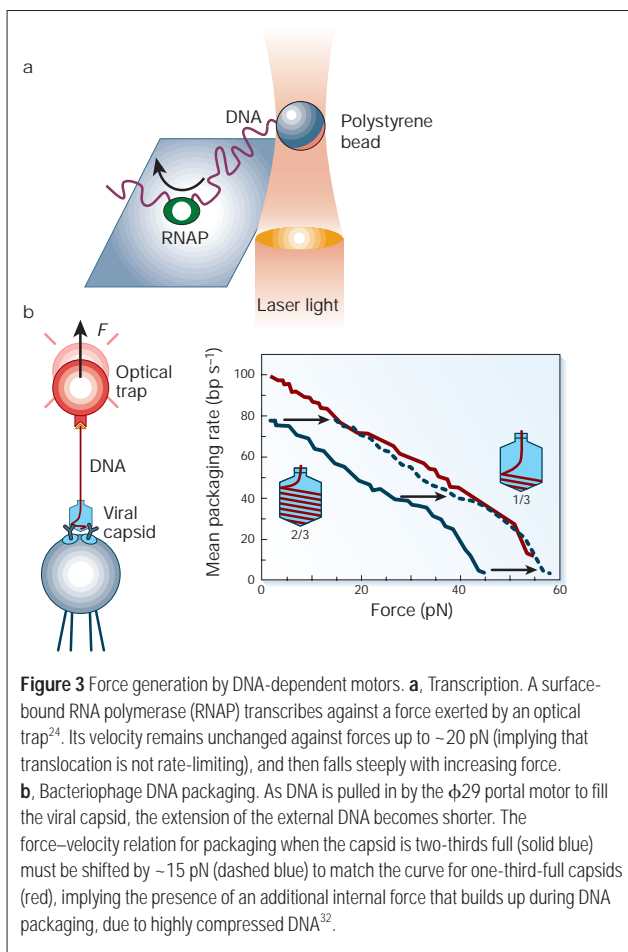 a
DNA
Polystyrene
bead
RNAP
Laser light
b
F
Optical
trap
DNA
Viral
capsid
Mean packaging rate (bp s⁻¹)
100
80
60
40
20
0
0
20
40
60
Force (pN)
2/3
1/3
Figure 3 Force generation by DNA-dependent motors. a, Transcription. A surface-
bound RNA polymerase (RNAP) transcribes against a force exerted by an optical
trap²⁴. Its velocity remains unchanged against forces up to ~20 pN (implying that
translocation is not rate-limiting), and then falls steeply with increasing force.
b, Bacteriophage DNA packaging. As DNA is pulled in by the ϕ29 portal motor to fill
the viral capsid, the extension of the external DNA becomes shorter. The
force–velocity relation for packaging when the capsid is two-thirds full (solid blue)
must be shifted by ~15 pN (dashed blue) to match the curve for one-third-full capsids
(red), implying the presence of an additional internal force that builds up during DNA
packaging, due to highly compressed DNA³².